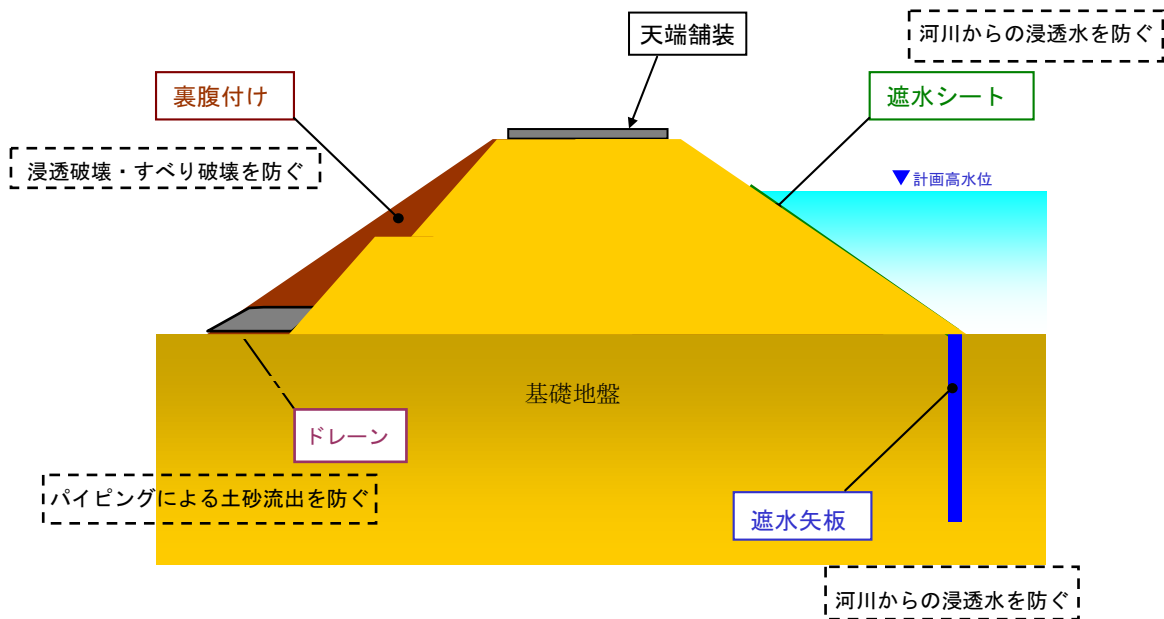 天端舗装
河川からの浸透水を防ぐ
裏腹付け
遮水シート
浸透破壊・すべり破壊を防ぐ
▼計画高水位
基礎地盤
ドレーン
パイピングによる土砂流出を防ぐ
遮水矢板
河川からの浸透水を防ぐ